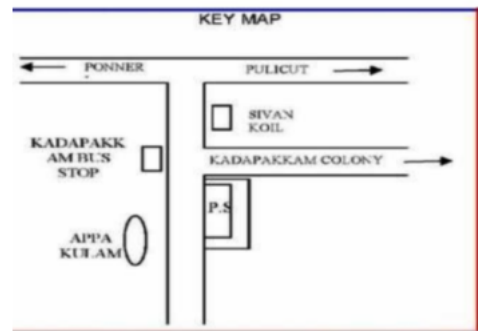 KEY MAP
PONNER
PULICUT
SIVAN
KOIL
KADAPAKK
AM BUS
STOP
KADAPAKKAM COLONY
P.S
APPA
KULAM